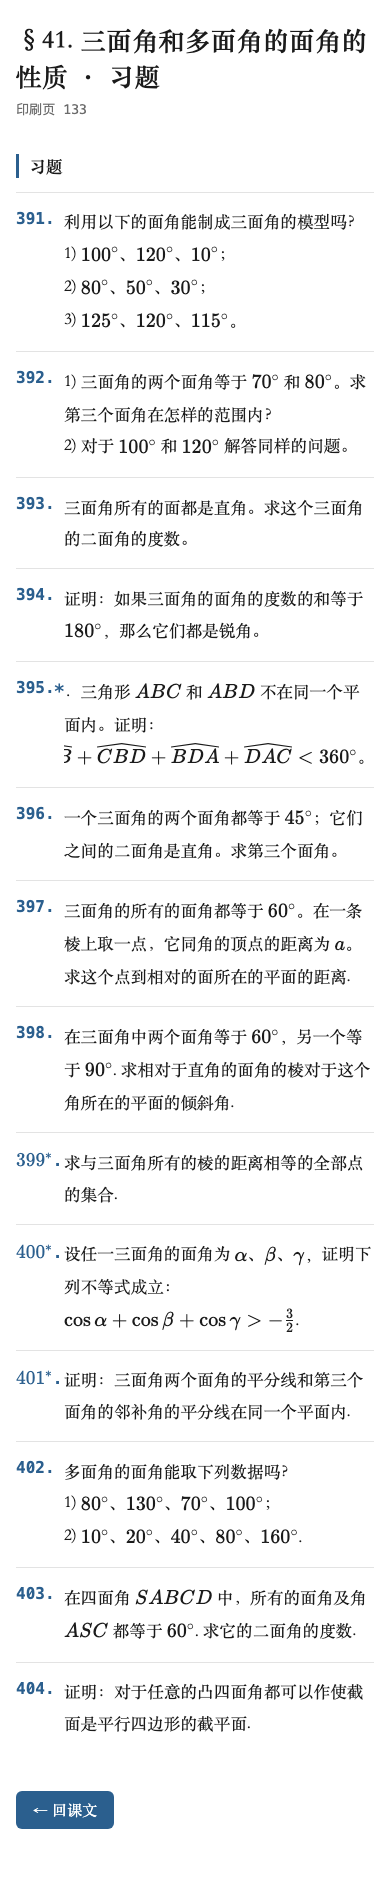 §41. 三面角和多面角的面角的
性质 · 习题
印刷页 133
习题
391. 利用以下的面角能制成三面角的模型吗?
1) 100°、120°、10°;
2) 80°、50°、30°;
3) 125°、120°、115°。
392. 1) 三面角的两个面角等于 70° 和 80°。求
第三个面角在怎样的范围内?
2) 对于 100° 和 120° 解答同样的问题。
393. 三面角所有的面都是直角。求这个三面角
的二面角的度数。
394. 证明: 如果三面角的面角的度数的和等于
180°, 那么它们都是锐角。
395.*. 三角形 ABC 和 ABD 不在同一个平
面内。证明:
+ CBD + BDA + DAC < 360°。
396. 一个三面角的两个面角都等于 45°; 它们
之间的二面角是直角。求第三个面角。
397. 三面角的所有的面角都等于 60°。在一条
棱上取一点, 它同角的顶点的距离为 a。
求这个点到相对的面所在的平面的距离.
398. 在三面角中两个面角等于 60°, 另一个等
于 90°. 求相对于直角的面角的棱对于这个
角所在的平面的倾斜角.
399*. 求与三面角所有的棱的距离相等的全部点
的集合.
400*. 设任一三面角的面角为 α、β、γ, 证明下
列不等式成立:
cos α + cos β + cos γ > −3/2.
401*. 证明: 三面角两个面角的平分线和第三个
面角的邻补角的平分线在同一个平面内.
402. 多面角的面角能取下列数据吗?
1) 80°、130°、70°、100°;
2) 10°、20°、40°、80°、160°.
403. 在四面角 SABCD 中, 所有的面角及角
ASC 都等于 60°. 求它的二面角的度数.
404. 证明: 对于任意的凸四面角都可以作使截
面是平行四边形的截平面.
← 回课文